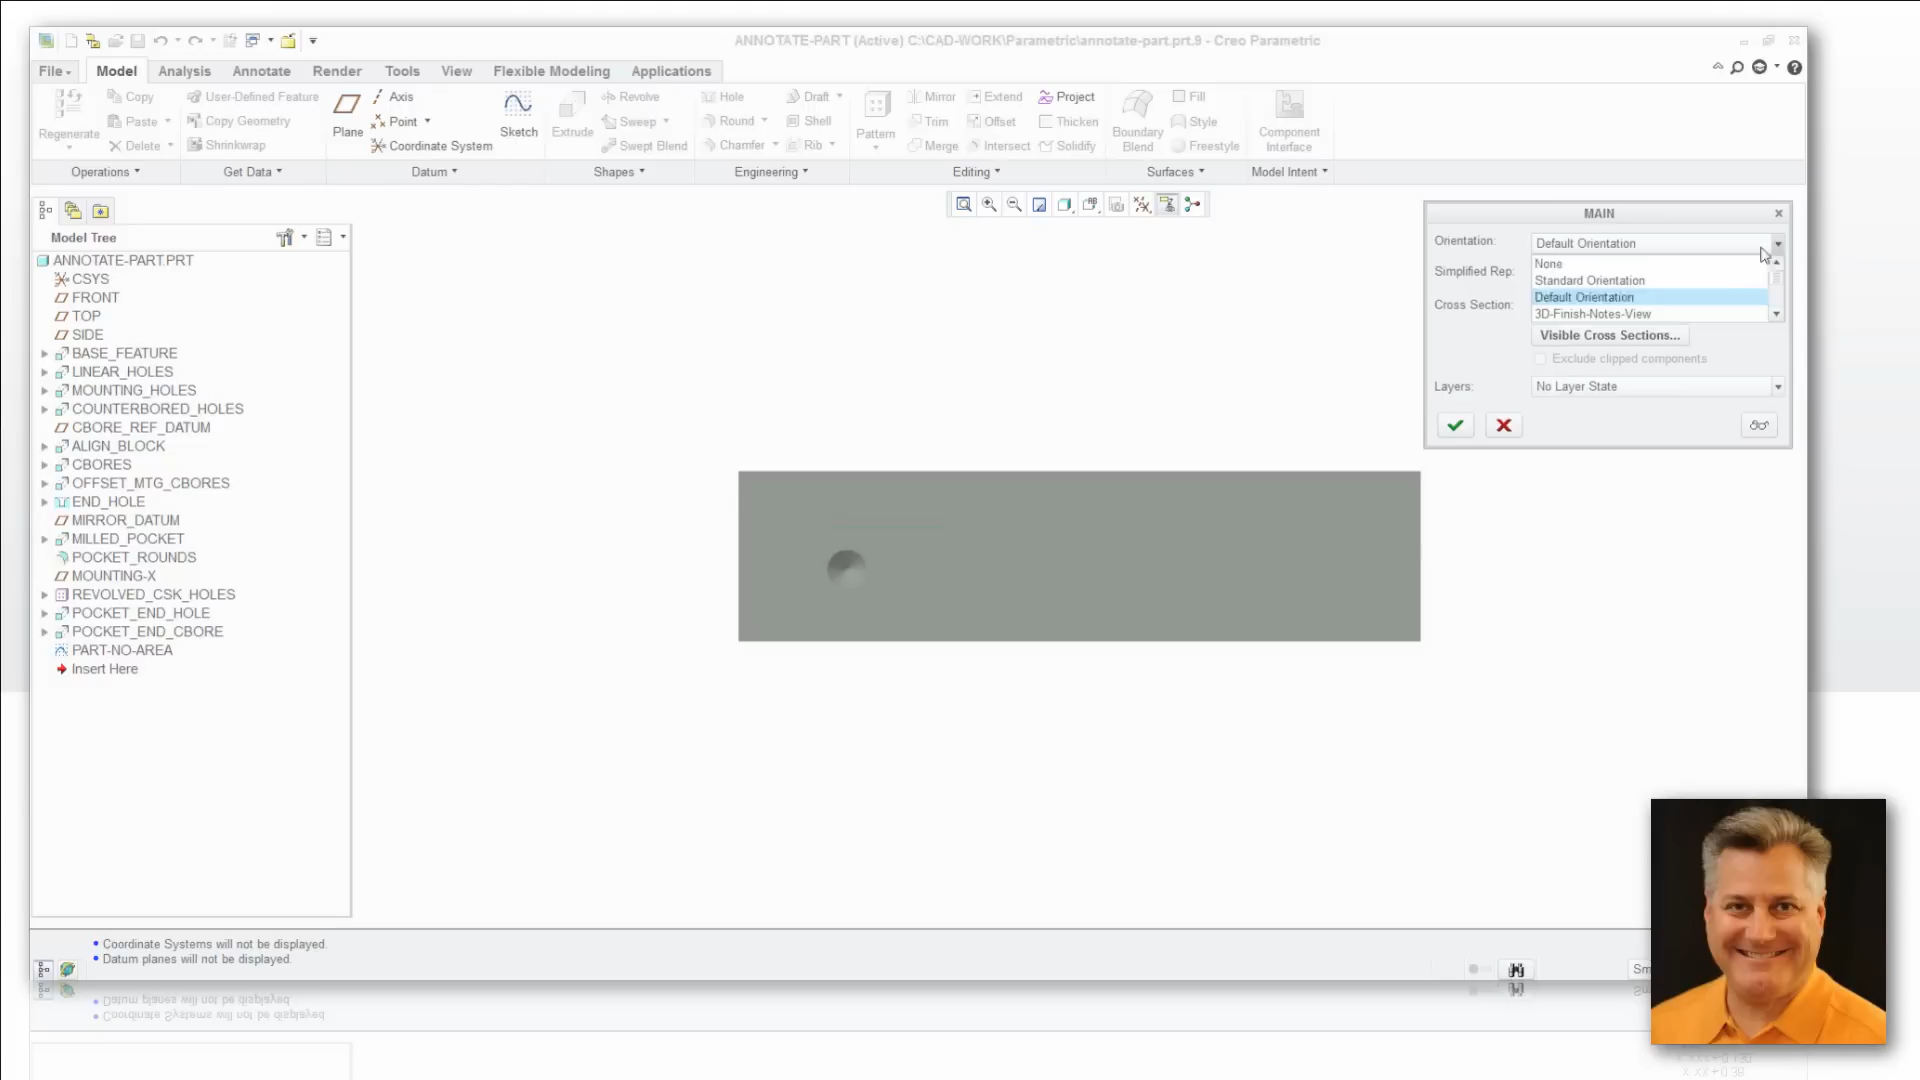 ANNOTATE-PART (Active) C:\CAD-WORK\Parametric\annotate-part.prt.9 - Creo Parametric
File Model Analysis Annotate Render Tools View Flexible Modeling Applications
Regenerate
Copy
Paste
Delete
Operations
User-Defined Feature
Copy Geometry
Shrinkwrap
Get Data
Plane
Axis
Point
Coordinate System
Sketch
Datum
Extrude
Revolve
Sweep
Swept Blend
Shapes
Hole
Round
Chamfer
Draft
Shell
Rib
Engineering
Pattern
Mirror
Trim
Merge
Extend
Offset
Intersect
Project
Thicken
Solidify
Editing
Boundary
Blend
Fill
Style
Freestyle
Surfaces
Component
Interface
Model Intent
Model Tree
ANNOTATE-PART.PRT
CSYS
FRONT
TOP
SIDE
BASE_FEATURE
LINEAR_HOLES
MOUNTING_HOLES
COUNTERBORED_HOLES
CBORE_REF_DATUM
ALIGN_BLOCK
CBORES
OFFSET_MTG_CBORES
END_HOLE
MIRROR_DATUM
MILLED_POCKET
POCKET_ROUNDS
MOUNTING-X
REVOLVED_CSK_HOLES
POCKET_END_HOLE
POCKET_END_CBORE
PART-NO-AREA
Insert Here
MAIN
Orientation: Default Orientation
None
Standard Orientation
Default Orientation
3D-Finish-Notes-View
Simplified Rep:
Cross Section:
Visible Cross Sections...
Exclude clipped components
Layers: No Layer State
• Coordinate Systems will not be displayed.
• Datum planes will not be displayed.
Sm